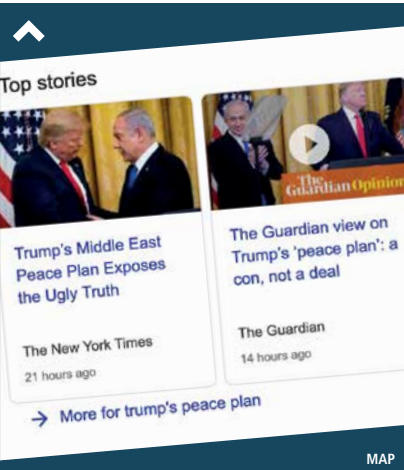 Top stories
The
Guardian Opinion
Trump's Middle East
Peace Plan Exposes
the Ugly Truth
The New York Times
21 hours ago
The Guardian view on
Trump's 'peace plan': a
con, not a deal
The Guardian
14 hours ago
→ More for trump's peace plan
MAP